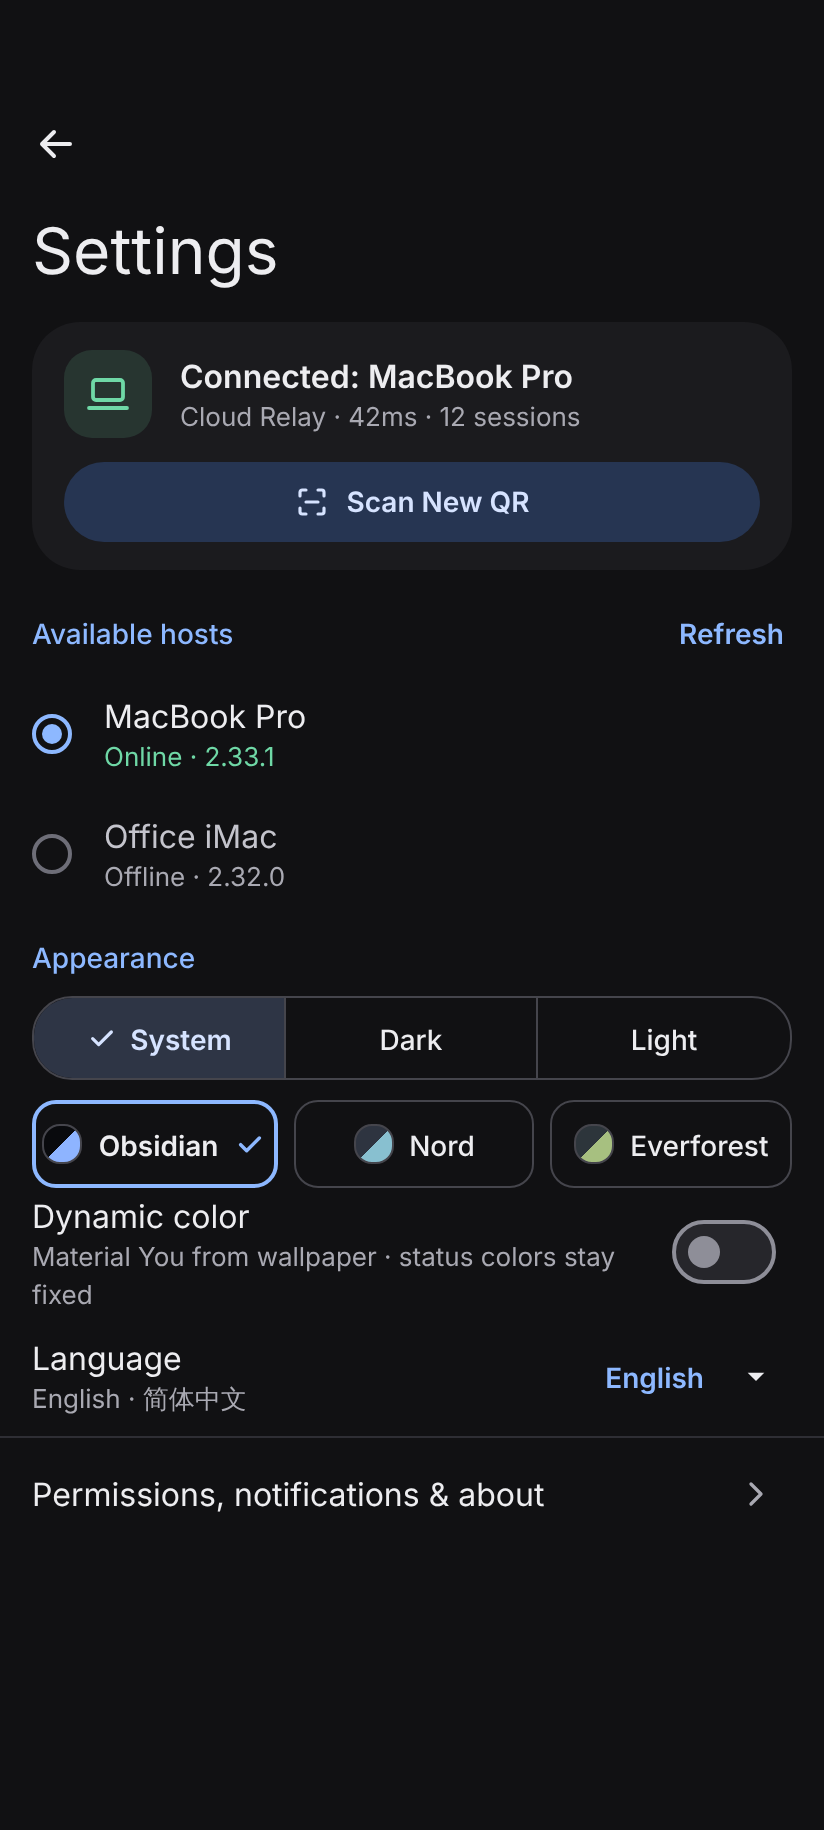 Settings
Connected: MacBook Pro
Cloud Relay · 42ms · 12 sessions
Scan New QR
Available hosts
Refresh
MacBook Pro
Online · 2.33.1
Office iMac
Offline · 2.32.0
Appearance
System
Dark
Light
Obsidian
Nord
Everforest
Dynamic color
Material You from wallpaper · status colors stay
fixed
Language
English · 简体中文
English
Permissions, notifications & about